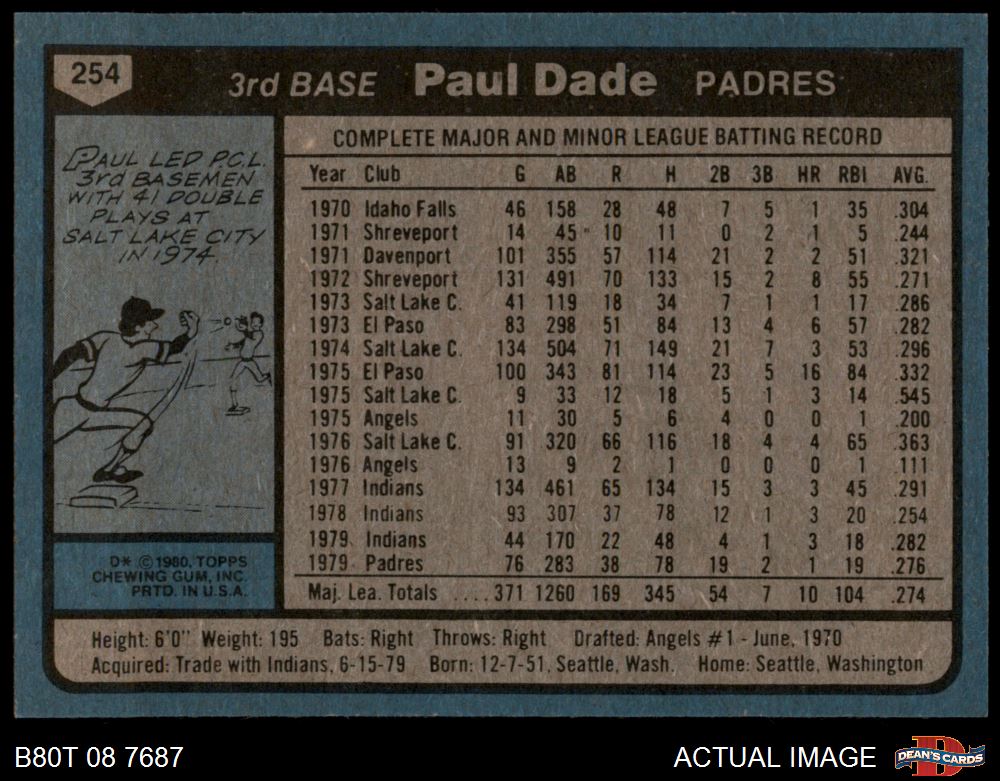 254
3rd BASE Paul Dade PADRES
PAUL LED P.C.L.
3rd BASEMEN
WITH 41 DOUBLE
PLAYS AT
SALT LAKE CITY
IN 1974.
D* ©1980, TOPPS
CHEWING GUM, INC.
PRTD. IN U.S.A.
COMPLETE MAJOR AND MINOR LEAGUE BATTING RECORD
Year Club G AB R H 2B 3B HR RBI AVG.
1970 Idaho Falls 46 158 28 48 7 5 1 35 .304
1971 Shreveport 14 45 10 11 0 2 1 5 .244
1971 Davenport 101 355 57 114 21 2 2 51 .321
1972 Shreveport 131 491 70 133 15 2 8 55 .271
1973 Salt Lake C. 41 119 18 34 7 1 1 17 .286
1973 El Paso 83 298 51 84 13 4 6 57 .282
1974 Salt Lake C. 134 504 71 149 21 7 3 53 .296
1975 El Paso 100 343 81 114 23 5 16 84 .332
1975 Salt Lake C. 9 33 12 18 5 1 3 14 .545
1975 Angels 11 30 5 6 4 0 0 1 .200
1976 Salt Lake C. 91 320 66 116 18 4 4 65 .363
1976 Angels 13 9 2 1 0 0 0 1 .111
1977 Indians 134 461 65 134 15 3 3 45 .291
1978 Indians 93 307 37 78 12 1 3 20 .254
1979 Indians 44 170 22 48 4 1 3 18 .282
1979 Padres 76 283 38 78 19 2 1 19 .276
Maj. Lea. Totals ....371 1260 169 345 54 7 10 104 .274
Height: 6'0" Weight: 195 Bats: Right Throws: Right Drafted: Angels #1 - June, 1970
Acquired: Trade with Indians, 6-15-79 Born: 12-7-51, Seattle, Wash. Home: Seattle, Washington
B80T 08 7687
ACTUAL IMAGE
D
DEAN'S CARDS